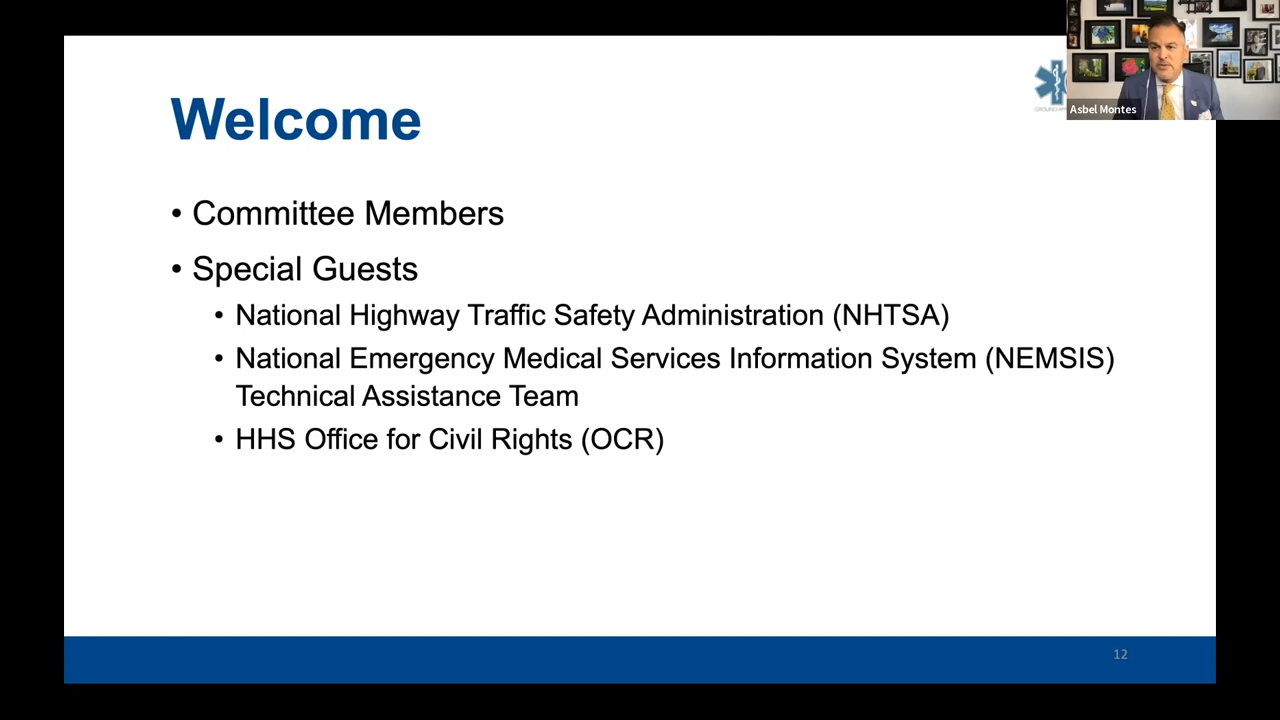 Welcome
• Committee Members
• Special Guests
• National Highway Traffic Safety Administration (NHTSA)
• National Emergency Medical Services Information System (NEMSIS)
Technical Assistance Team
• HHS Office for Civil Rights (OCR)
Asbel Montes
12